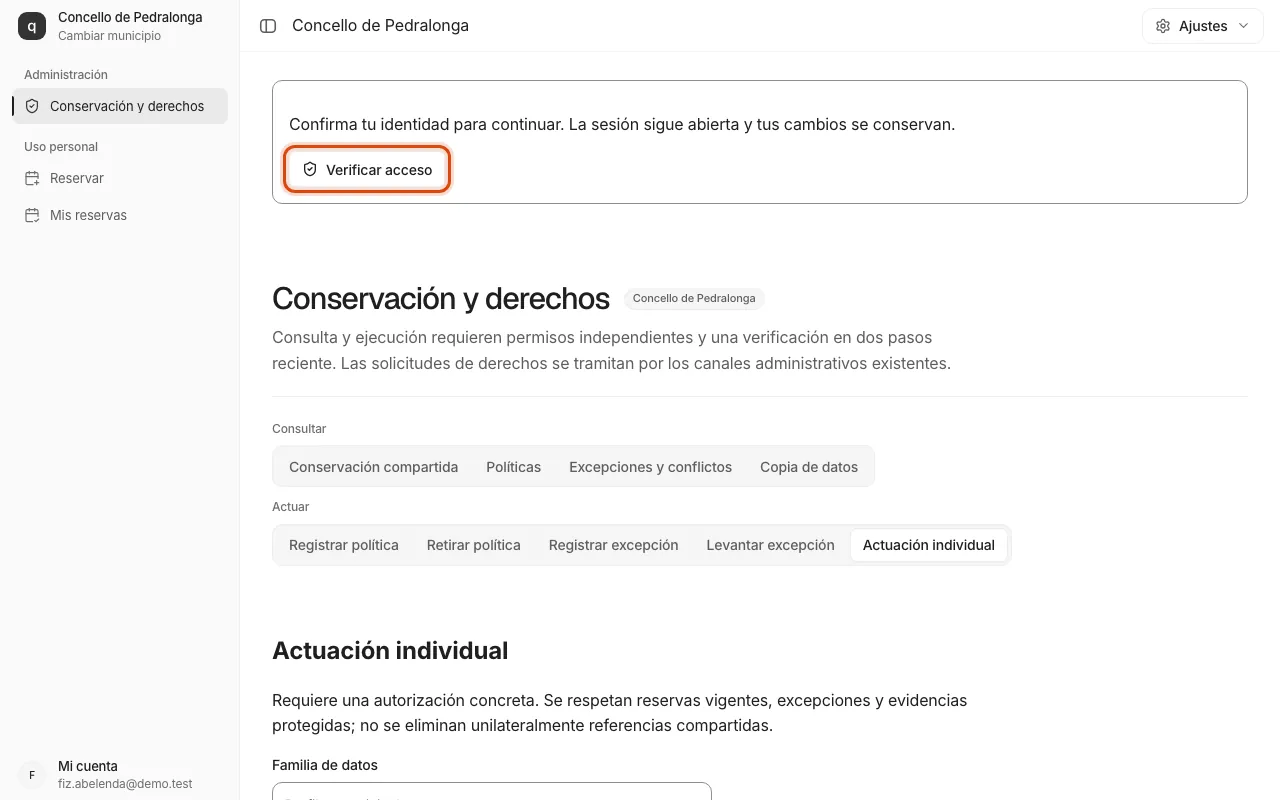 q
Concello de Pedralonga
Cambiar municipio
Administración
Conservación y derechos
Uso personal
Reservar
Mis reservas
F
Mi cuenta
fiz.abelenda@demo.test
Concello de Pedralonga
Ajustes
Confirma tu identidad para continuar. La sesión sigue abierta y tus cambios se conservan.
Verificar acceso
Conservación y derechos
Concello de Pedralonga
Consulta y ejecución requieren permisos independientes y una verificación en dos pasos
reciente. Las solicitudes de derechos se tramitan por los canales administrativos existentes.
Consultar
Conservación compartida Políticas Excepciones y conflictos Copia de datos
Actuar
Registrar política Retirar política Registrar excepción Levantar excepción Actuación individual
Actuación individual
Requiere una autorización concreta. Se respetan reservas vigentes, excepciones y evidencias
protegidas; no se eliminan unilateralmente referencias compartidas.
Familia de datos